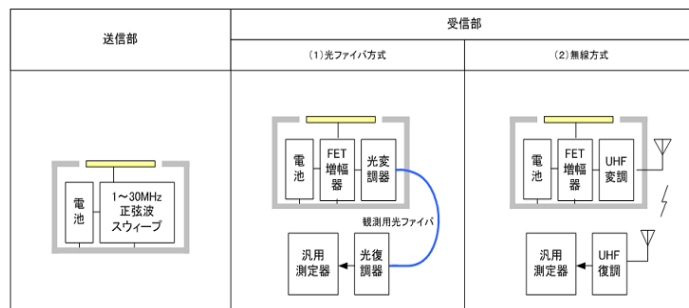 送信部
受信部
(1)光ファイバ方式
(2)無線方式
電
池
1～30MHz
正弦波
スウィープ
電
池
FET
増幅
器
光変
調器
観測用光ファイバ
汎用
測定器
光復
調器
電
池
FET
増幅
器
UHF
変調
汎用
測定器
UHF
復調